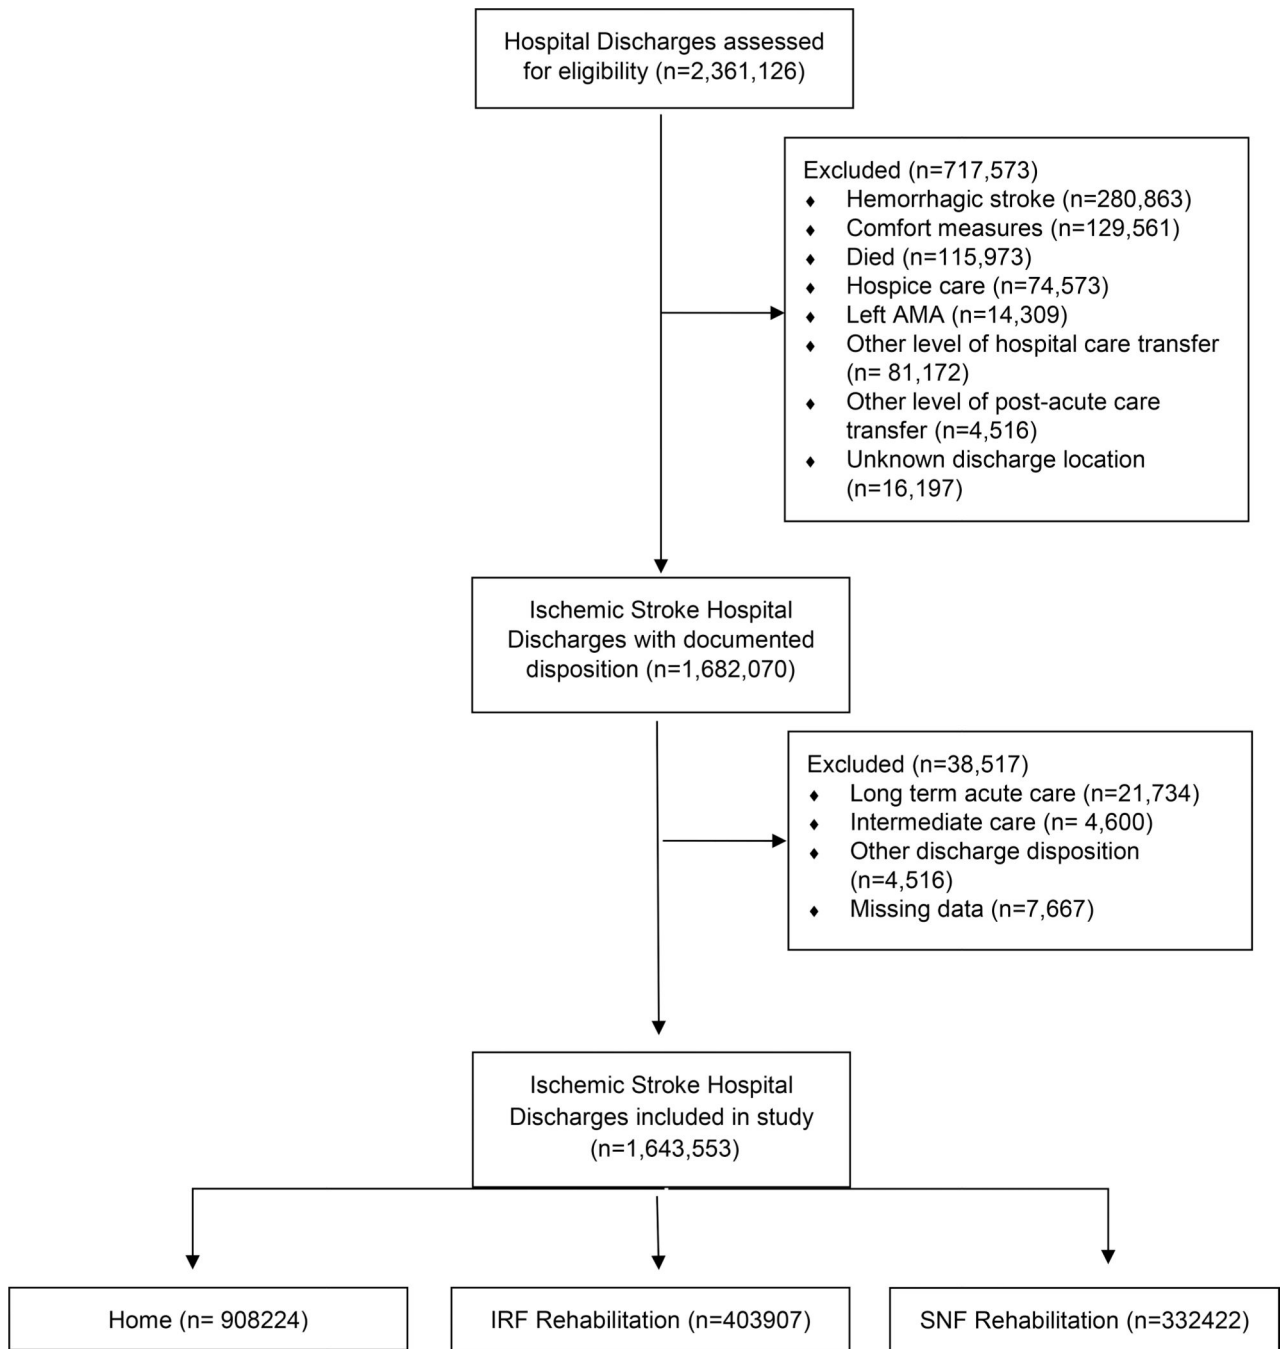 Hospital Discharges assessed
for eligibility (n=2,361,126)
Excluded (n=717,573)
♦ Hemorrhagic stroke (n=280,863)
♦ Comfort measures (n=129,561)
♦ Died (n=115,973)
♦ Hospice care (n=74,573)
♦ Left AMA (n=14,309)
♦ Other level of hospital care transfer
(n= 81,172)
♦ Other level of post-acute care
transfer (n=4,516)
♦ Unknown discharge location
(n=16,197)
Ischemic Stroke Hospital
Discharges with documented
disposition (n=1,682,070)
Excluded (n=38,517)
♦ Long term acute care (n=21,734)
♦ Intermediate care (n= 4,600)
♦ Other discharge disposition
(n=4,516)
♦ Missing data (n=7,667)
Ischemic Stroke Hospital
Discharges included in study
(n=1,643,553)
Home (n= 908224)
IRF Rehabilitation (n=403907)
SNF Rehabilitation (n=332422)